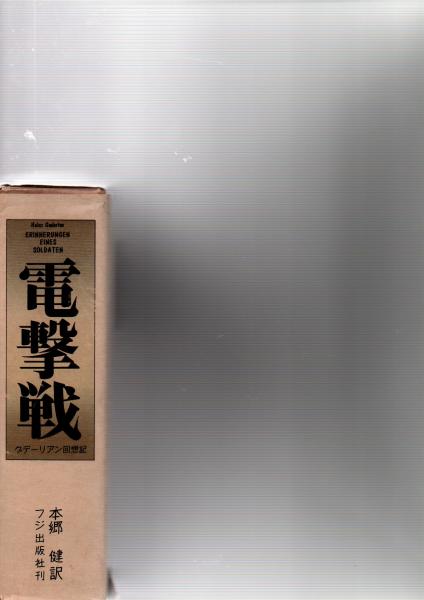 Heinz Guderian
ERINNERUNGEN
EINES
SOLDATEN
電撃戦
グデーリアン回想記
本郷 健訳
フジ出版社刊